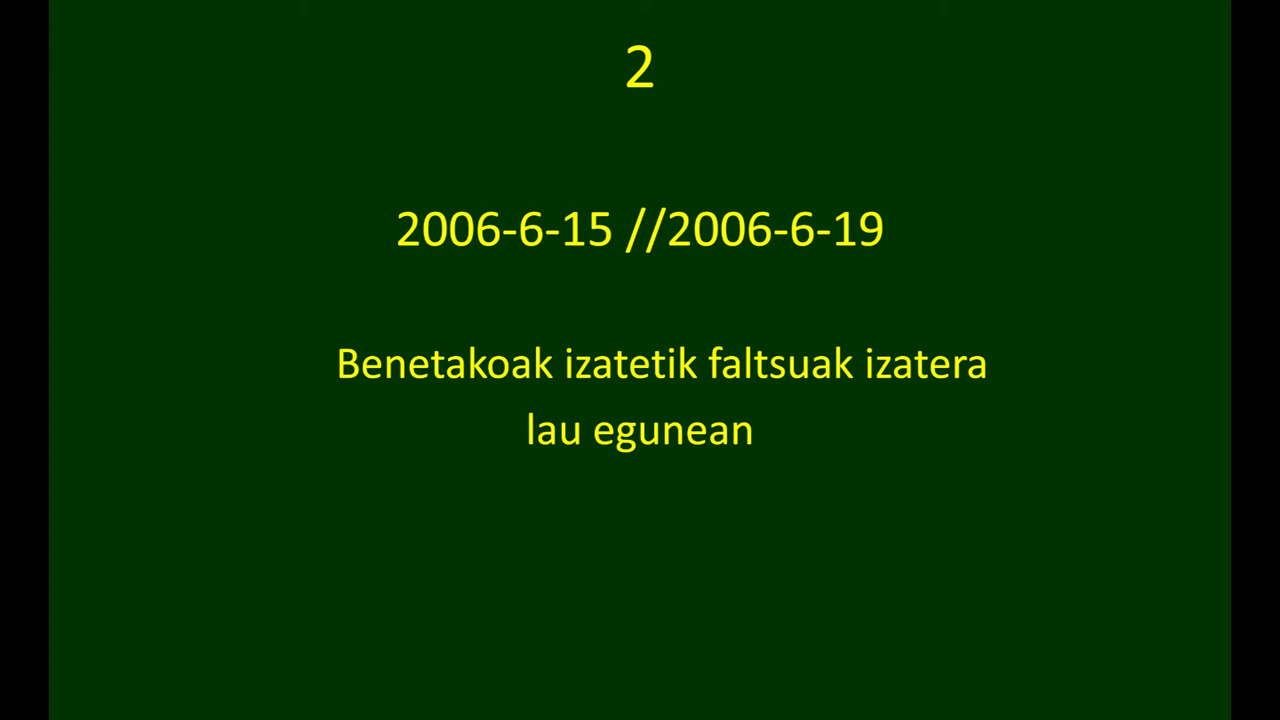 2
2006-6-15 //2006-6-19
Benetakoak izatetik faltsuak izatera
lau egunean